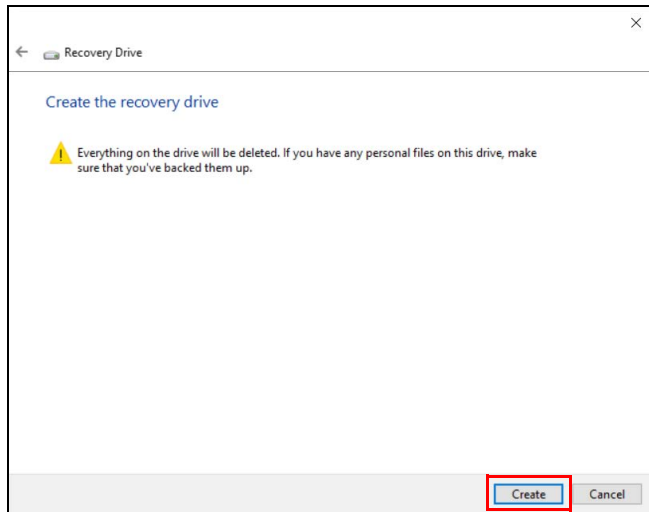 Recovery Drive
Create the recovery drive
Everything on the drive will be deleted. If you have any personal files on this drive, make
sure that you've backed them up.
Create Cancel